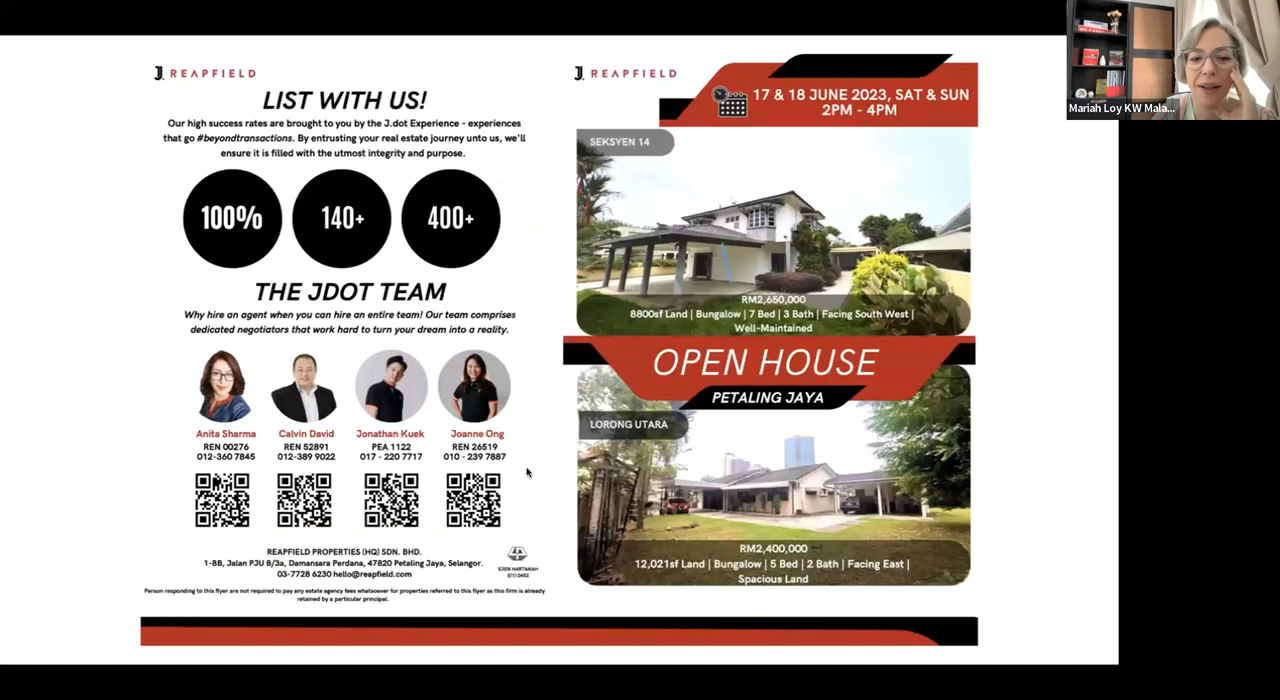 J. REAPFIELD
LIST WITH US!
Our high success rates are brought to you by the J.dot Experience - experiences
that go #beyondtransactions. By entrusting your real estate journey unto us, we'll
ensure it is filled with the utmost integrity and purpose.
100%
140+
400+
THE JDOT TEAM
Why hire an agent when you can hire an entire team! Our team comprises
dedicated negotiators that work hard to turn your dream into a reality.
Anita Sharma
REN 00276
012-360 7845
Calvin David
REN 52891
012-389 9022
Jonathan Kuek
PEA 1122
017 - 220 7717
Joanne Ong
REN 26519
010 - 239 7887
REAPFIELD PROPERTIES (HQ) SDN. BHD.
1-8B, Jalan PJU 8/3a, Damansara Perdana, 47820 Petaling Jaya, Selangor.
03-7728 6230 hello@reapfield.com
EJEN HARTANAH
Person responding to this flyer are not required to pay any estate agency fees whatsoever for properties referred to this flyer as this firm is already
retained by a particular principal.
J. REAPFIELD
17 & 18 JUNE 2023, SAT & SUN
2PM - 4PM
SEKSYEN 14
RM2,650,000
8800sf Land | Bungalow | 7 Bed | 3 Bath | Facing South West |
Well-Maintained
OPEN HOUSE
PETALING JAYA
LORONG UTARA
RM2,400,000
12,021sf Land | Bungalow | 5 Bed | 2 Bath | Facing East |
Spacious Land
Mariah Loy KW Mala...